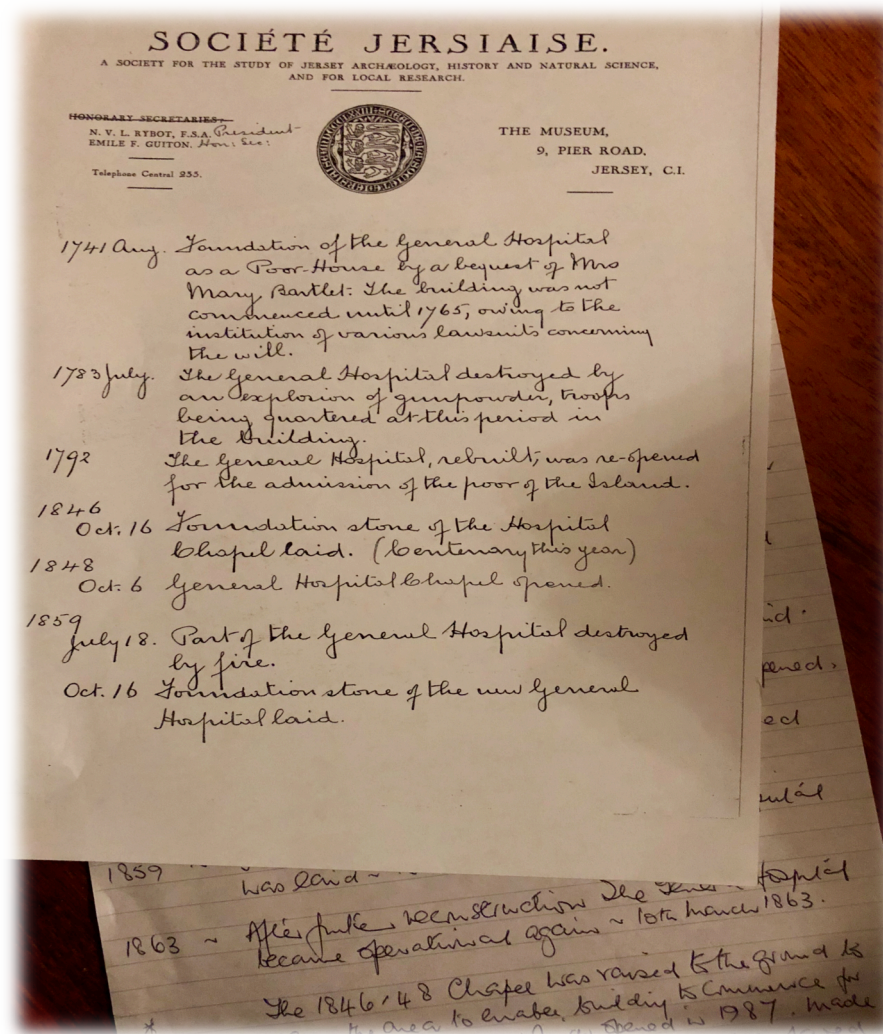 SOCIÉTÉ JERSIAISE.
A SOCIETY FOR THE STUDY OF JERSEY ARCHÆOLOGY, HISTORY AND NATURAL SCIENCE,
AND FOR LOCAL RESEARCH.
HONORARY SECRETARIES,
N. V. L. RYBOT, F.S.A. President
EMILE F. GUITON. Hon: Sec:
Telephone Central 255.
THE MUSEUM,
9, PIER ROAD,
JERSEY, C.I.
1741 Aug. Foundation of the General Hospital
as a Poor-House by a bequest of Mrs
Mary Bartlet. The building was not
commenced until 1765, owing to the
institution of various lawsuits concerning
the will.
1783 July. The General Hospital destroyed by
an explosion of gunpowder, troops
being quartered at this period in
the building.
1792 The General Hospital, rebuilt, was re-opened
for the admission of the poor of the Island.
1846
Oct. 16 Foundation stone of the Hospital
Chapel laid. (Centenary this year)
1848
Oct. 6 General Hospital Chapel opened.
1859
July 18. Part of the General Hospital destroyed
by fire.
Oct. 16 Foundation stone of the new General
Hospital laid.
1859
was laid ~
1863 ~ After further reconstruction The Hospital
became operational again ~ 10th March 1863.
The 1846/48 Chapel was raised to the ground to
area to enable building to commence for
opened in 1987. made